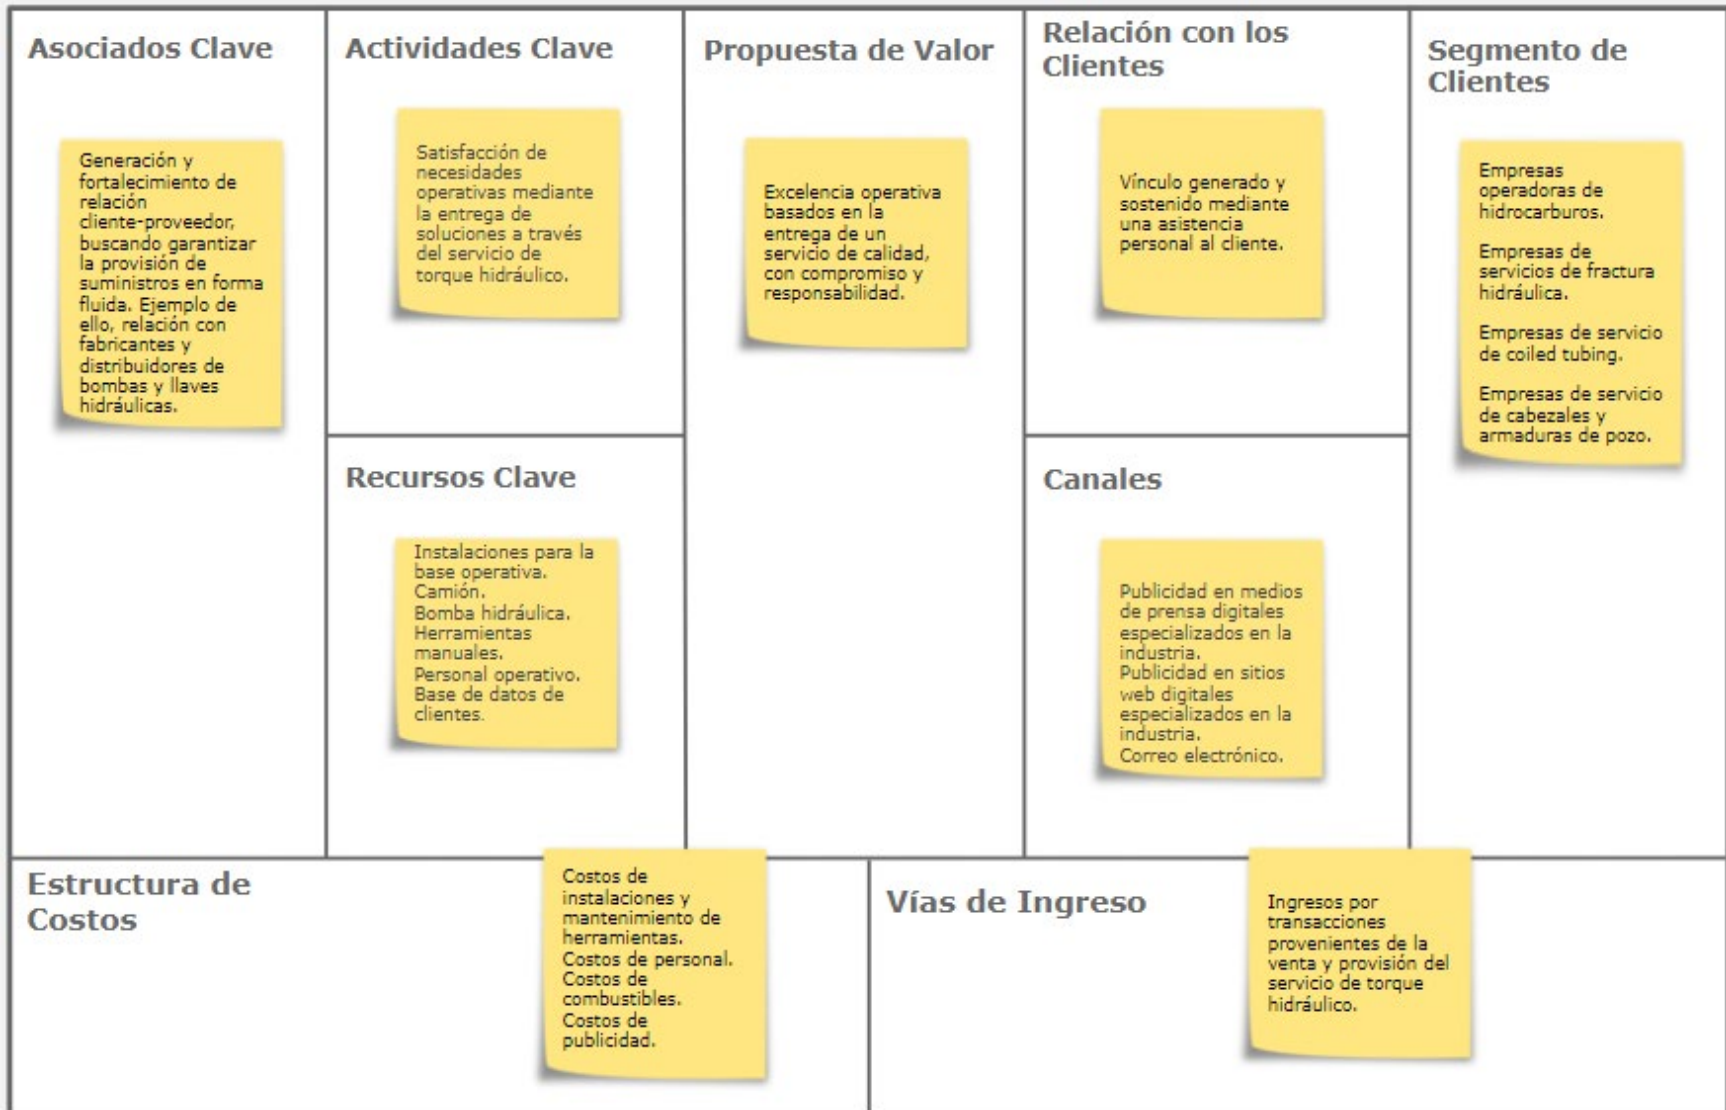 Asociados Clave
Generación y
fortalecimiento de
relación
cliente-proveedor,
buscando garantizar
la provisión de
suministros en forma
fluida. Ejemplo de
ello, relación con
fabricantes y
distribuidores de
bombas y llaves
hidráulicas.
Actividades Clave
Satisfacción de
necesidades
operativas mediante
la entrega de
soluciones a través
del servicio de
torque hidráulico.
Recursos Clave
Instalaciones para la
base operativa.
Camión.
Bomba hidráulica.
Herramientas
manuales.
Personal operativo.
Base de datos de
clientes.
Propuesta de Valor
Excelencia operativa
basados en la
entrega de un
servicio de calidad,
con compromiso y
responsabilidad.
Relación con los
Clientes
Vínculo generado y
sostenido mediante
una asistencia
personal al cliente.
Canales
Publicidad en medios
de prensa digitales
especializados en la
industria.
Publicidad en sitios
web digitales
especializados en la
industria.
Correo electrónico.
Segmento de
Clientes
Empresas
operadoras de
hidrocarburos.
Empresas de
servicios de fractura
hidráulica.
Empresas de servicio
de coiled tubing.
Empresas de servicio
de cabezales y
armaduras de pozo.
Estructura de
Costos
Costos de
instalaciones y
mantenimiento de
herramientas.
Costos de personal.
Costos de
combustibles.
Costos de
publicidad.
Vías de Ingreso
Ingresos por
transacciones
provenientes de la
venta y provisión del
servicio de torque
hidráulico.